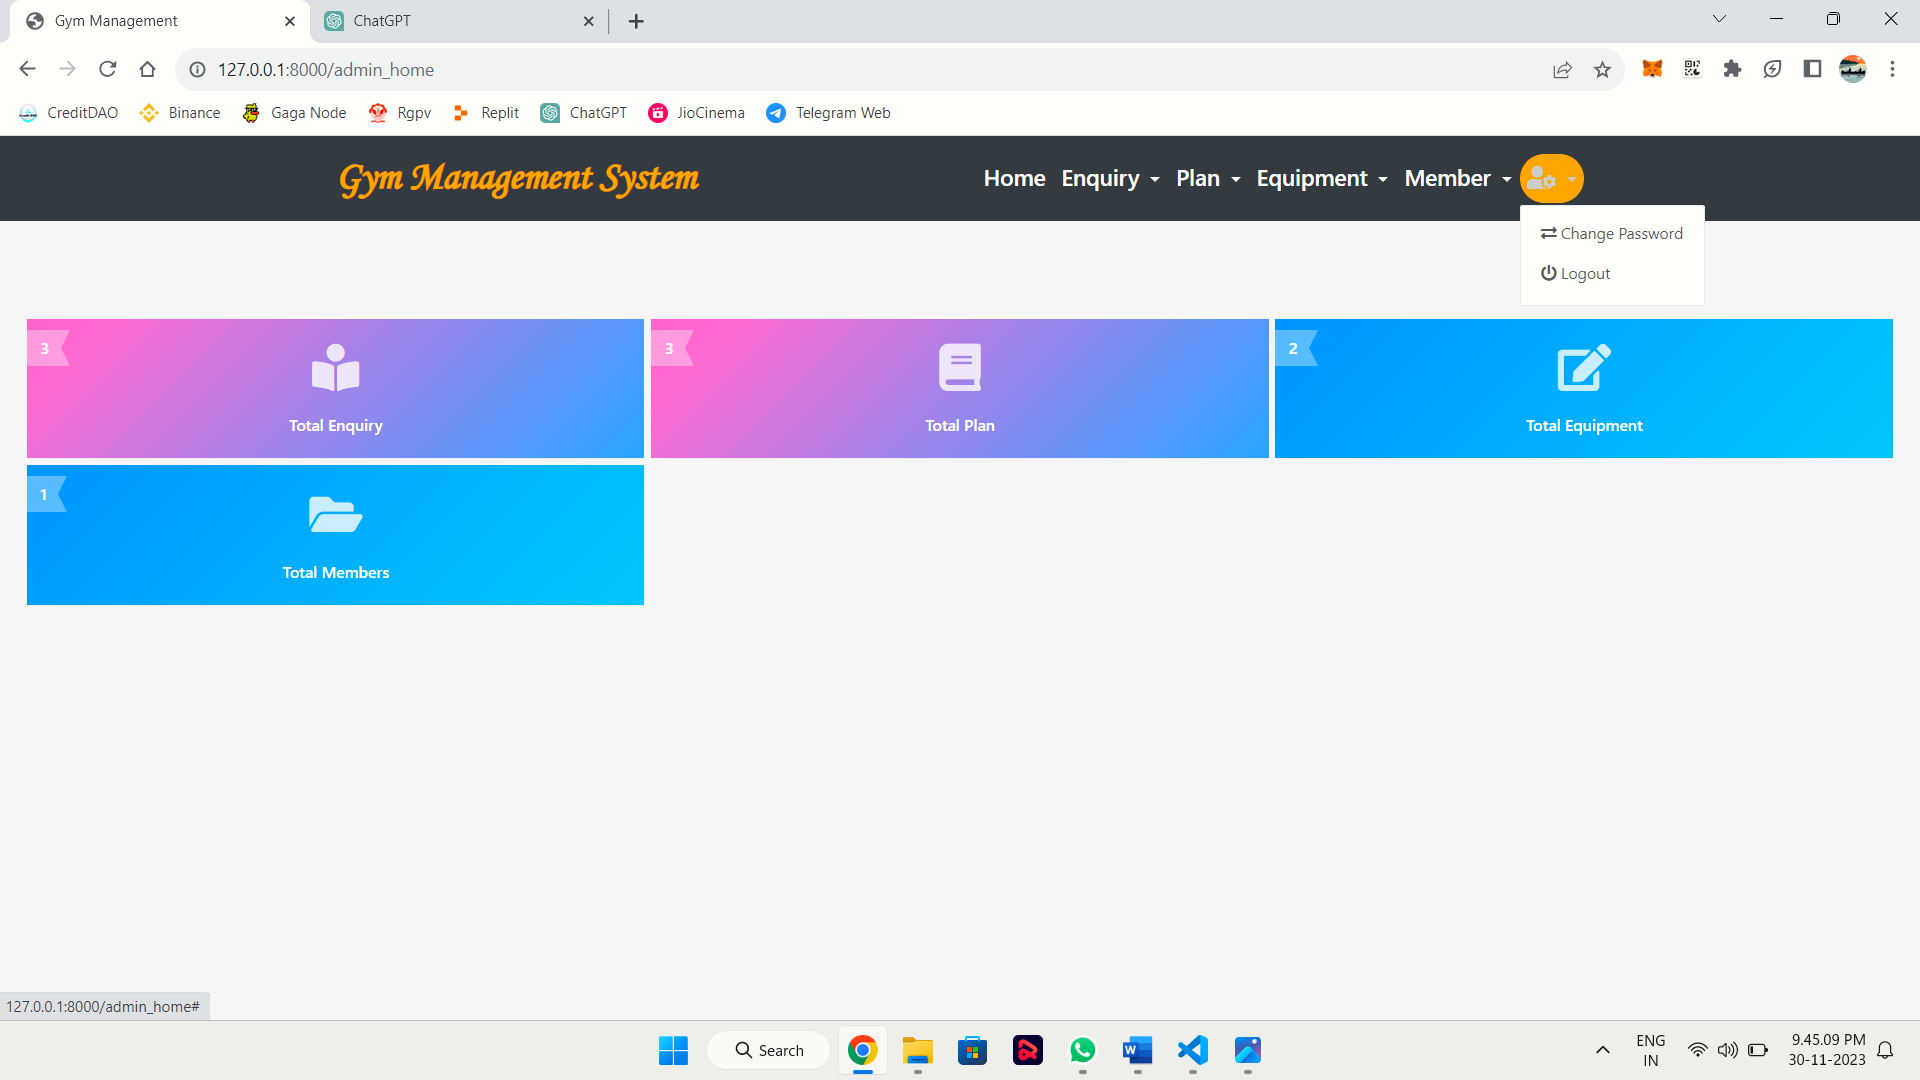 Gym Management
ChatGPT
127.0.0.1:8000/admin_home
CreditDAO
Binance
Gaga Node
Rgpv
Replit
ChatGPT
JioCinema
Telegram Web
Gym Management System
Home
Enquiry
Plan
Equipment
Member
Change Password
Logout
3
Total Enquiry
3
Total Plan
2
Total Equipment
1
Total Members
127.0.0.1:8000/admin_home#
Search
ENG
IN
9.45.09 PM
30-11-2023